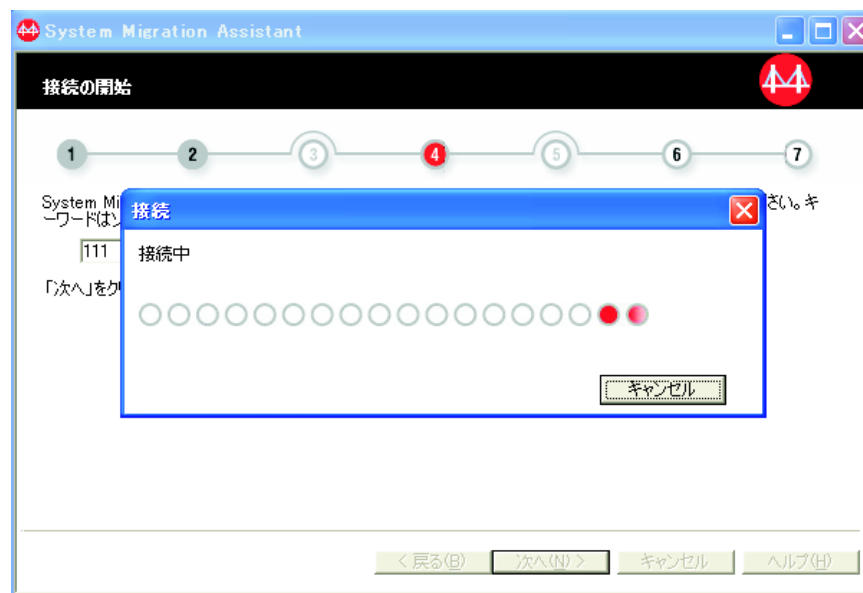 System Migration Assistant
接続の開始
1 2 3 4 5 6 7
System Mi
さい。キ
ーワードは
111
「次へ」をク
接続
接続中
キャンセル
< 戻る(B) 次へ(N) > キャンセル ヘルプ(H)